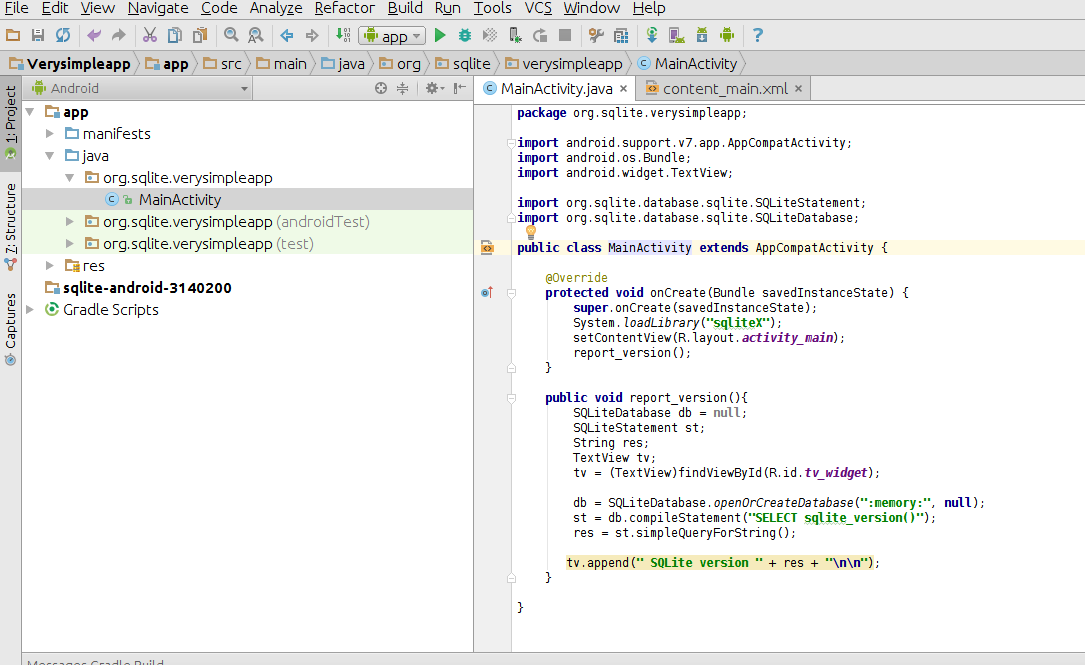 File Edit View Navigate Code Analyze Refactor Build Run Tools VCS Window Help
app
Verysimpleapp app src main java org sqlite verysimpleapp MainActivity
Android
MainActivity.java content_main.xml
1: Project
Z: Structure
Captures
app
manifests
java
org.sqlite.verysimpleapp
MainActivity
org.sqlite.verysimpleapp (androidTest)
org.sqlite.verysimpleapp (test)
res
sqlite-android-3140200
Gradle Scripts
package org.sqlite.verysimpleapp;
import android.support.v7.app.AppCompatActivity;
import android.os.Bundle;
import android.widget.TextView;
import org.sqlite.database.sqlite.SQLiteStatement;
import org.sqlite.database.sqlite.SQLiteDatabase;
public class MainActivity extends AppCompatActivity {
@Override
protected void onCreate(Bundle savedInstanceState) {
super.onCreate(savedInstanceState);
System.loadLibrary("sqliteX");
setContentView(R.layout.activity_main);
report_version();
}
public void report_version(){
SQLiteDatabase db = null;
SQLiteStatement st;
String res;
TextView tv;
tv = (TextView)findViewById(R.id.tv_widget);
db = SQLiteDatabase.openOrCreateDatabase(":memory:", null);
st = db.compileStatement("SELECT sqlite_version()");
res = st.simpleQueryForString();
tv.append(" SQLite version " + res + "\n\n");
}
}
Messages Gradle Build